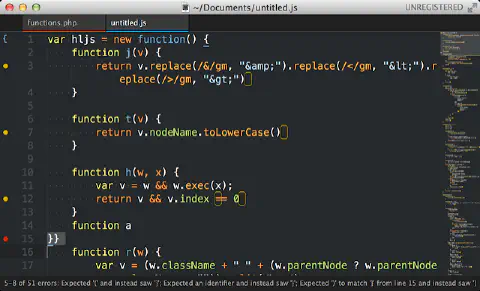 ~/Documents/untitled.js
UNREGISTERED
functions.php
untitled.js
{ 1 var hljs = new function() {
2 function j(v) {
3 return v.replace(/&/gm, "&amp;").replace(/</gm, "&lt;").r
eplace(/>/gm, "&gt;")
4 }
5
6 function t(v) {
7 return v.nodeName.toLowerCase()
8 }
9
10 function h(w, x) {
11 var v = w && w.exec(x);
12 return v && v.index == 0
13 }
14 function a
15 }}
16 function r(w) {
17 var v = (w.className + " " + (w.parentNode ? w.parentNode
5-8 of 51 errors: Expected '(' and instead saw '}'; Expected an identifier and instead saw '}'; Expected '}' to match '{' from line 15 and instead saw '